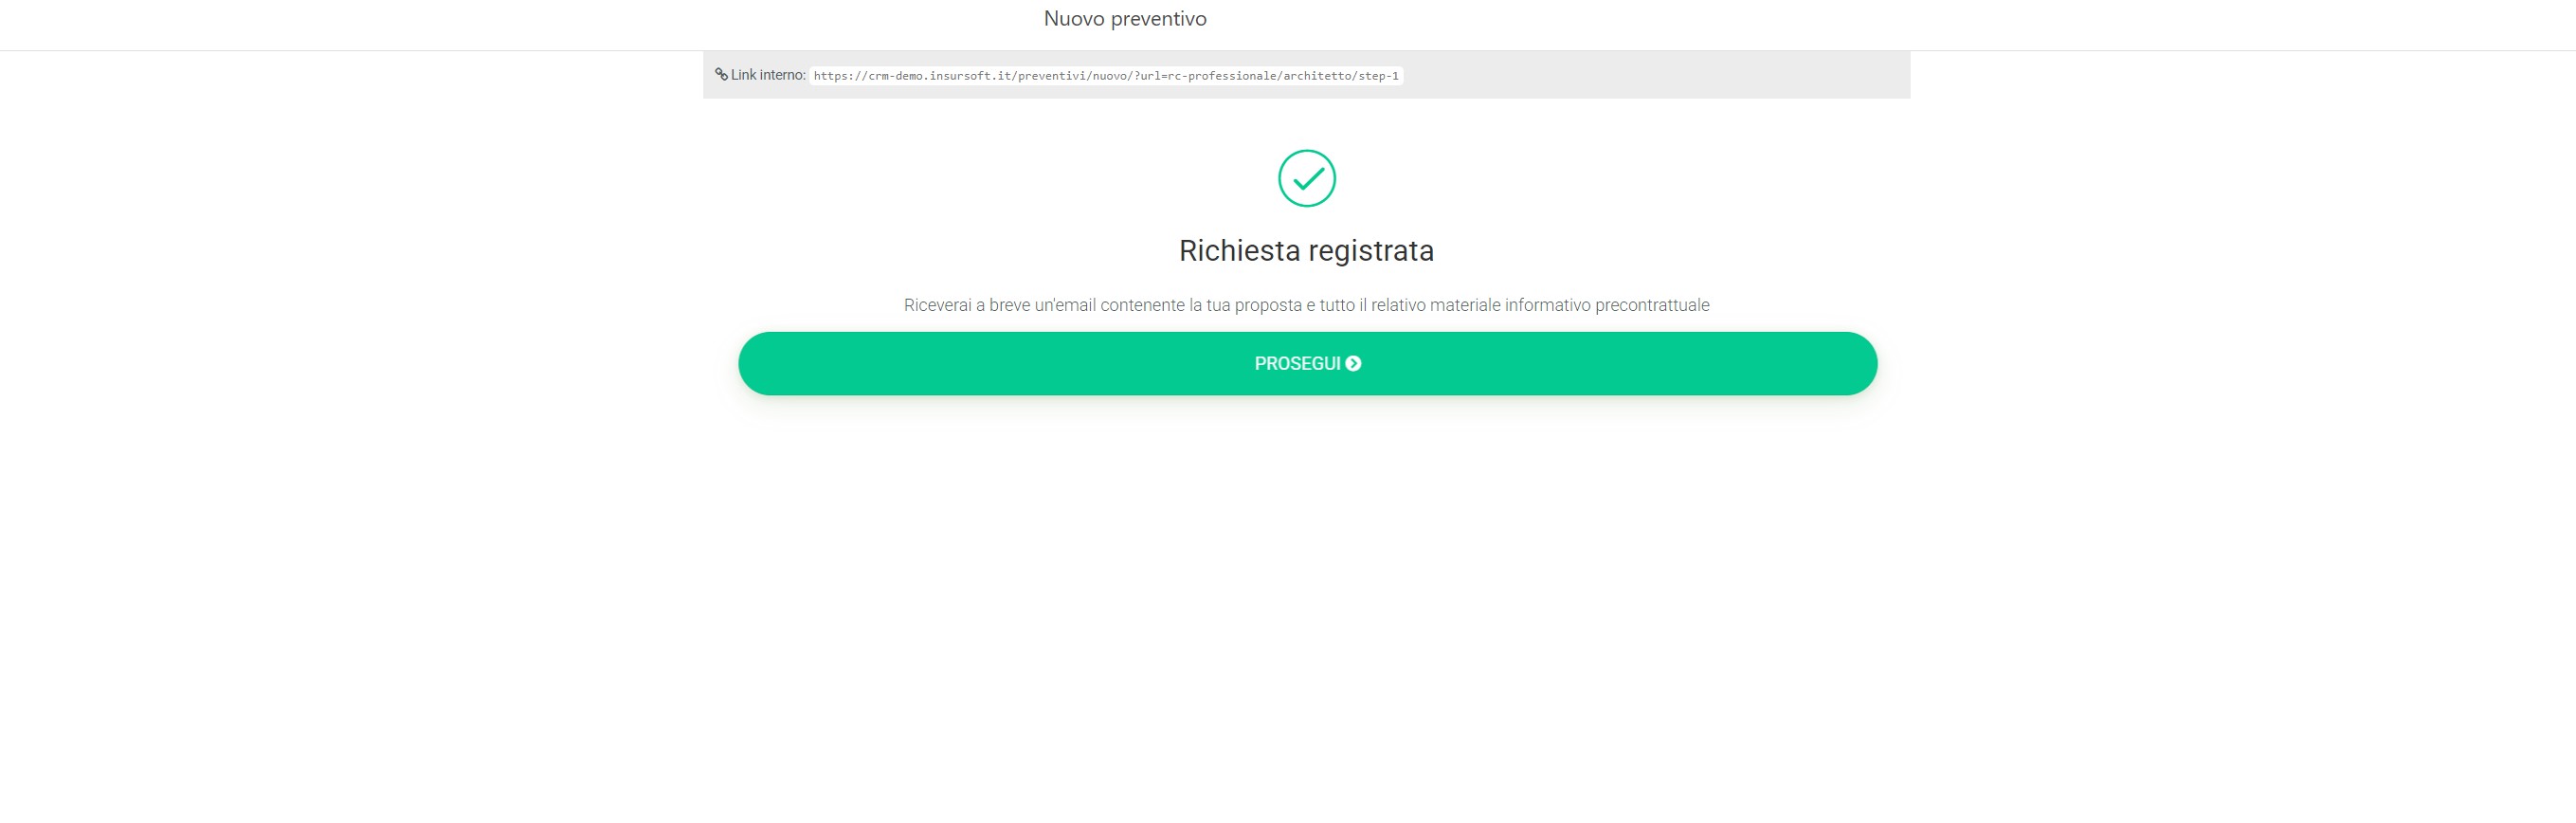 Nuovo preventivo
Link interno: https://crm-demo.insursoft.it/preventivi/nuovo/?url=rc-professionale/architetto/step-1
Richiesta registrata
Riceverai a breve un'email contenente la tua proposta e tutto il relativo materiale informativo precontrattuale
PROSEGUI